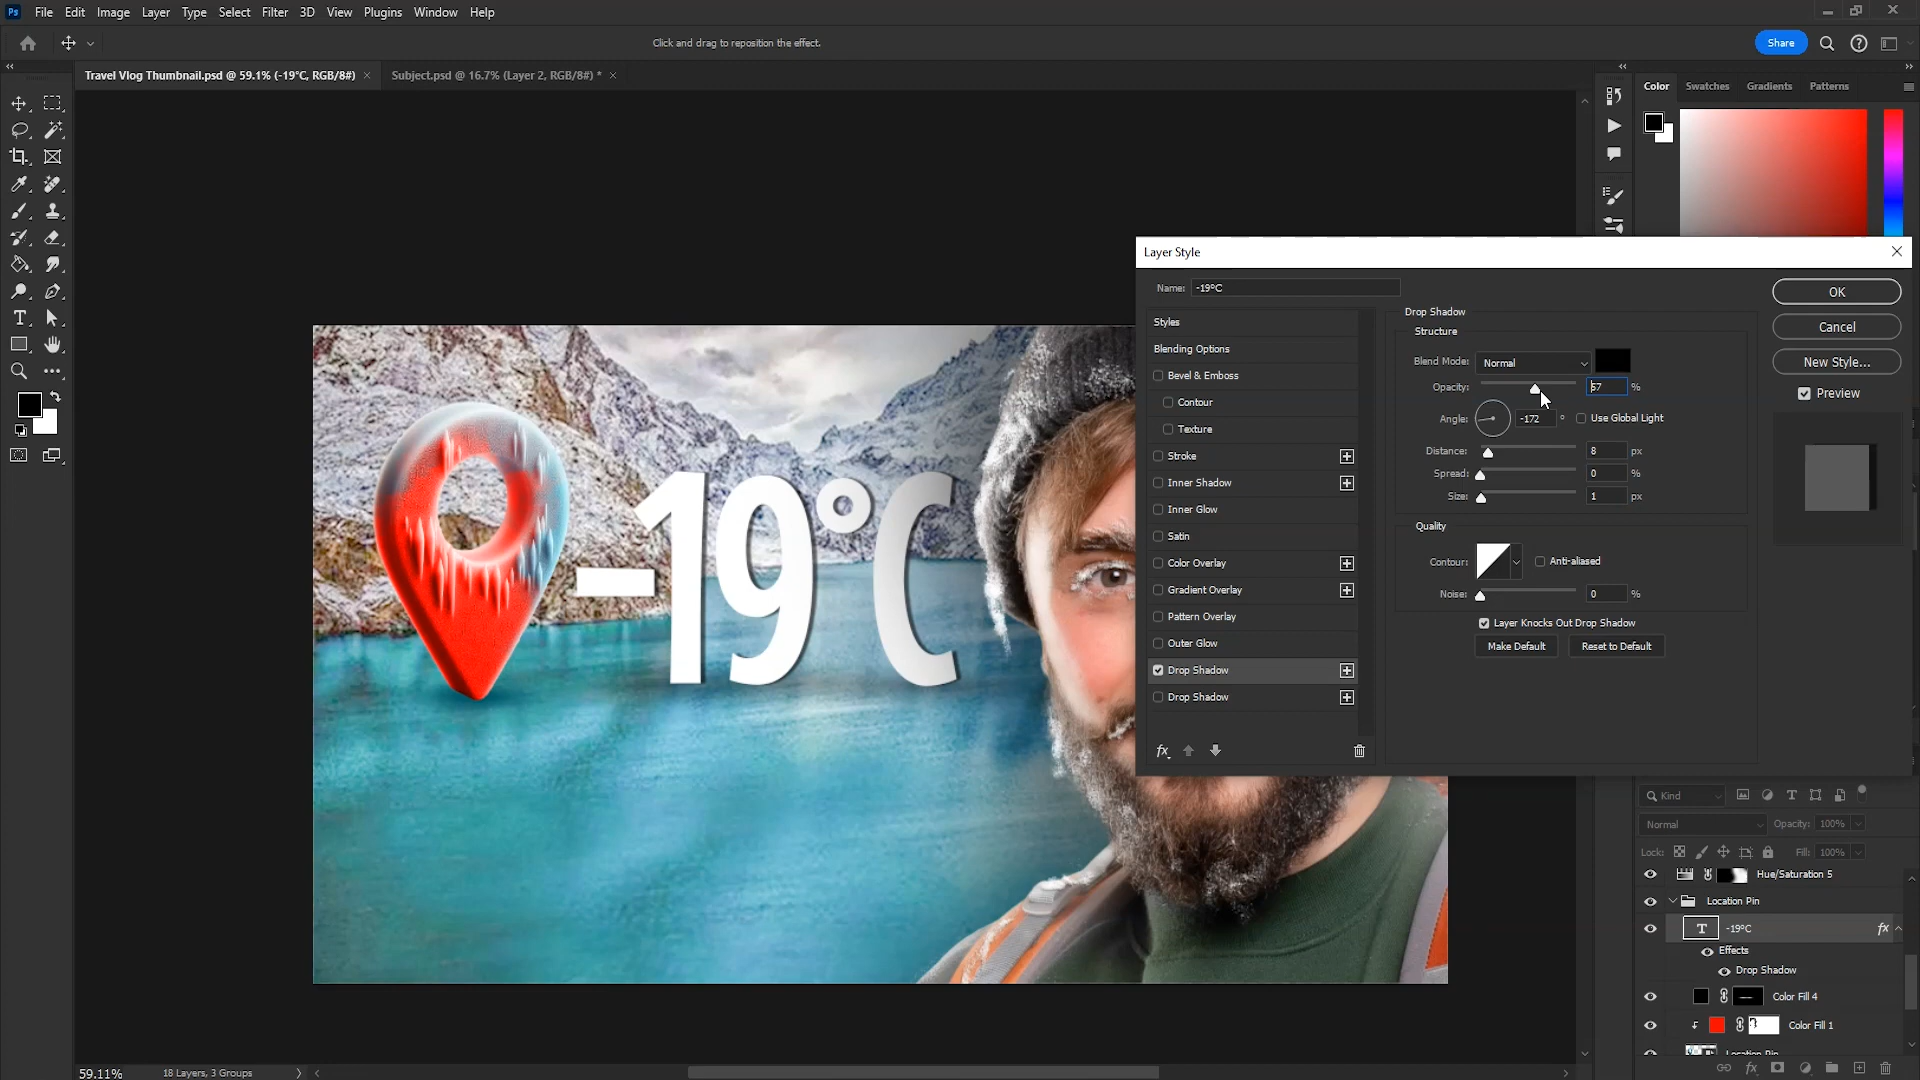 Ps File Edit Image Layer Type Select Filter 3D View Plugins Window Help
Click and drag to reposition the effect.
Share
Travel Vlog Thumbnail.psd @ 59.1% (-19°C, RGB/8#) ×
Subject.psd @ 16.7% (Layer 2, RGB/8#) * ×
Color Swatches Gradients Patterns
-19°C
Layer Style
Name: -19°C
Styles
Blending Options
Bevel & Emboss
Contour
Texture
Stroke
Inner Shadow
Inner Glow
Satin
Color Overlay
Gradient Overlay
Pattern Overlay
Outer Glow
Drop Shadow
Drop Shadow
fx
Drop Shadow
Structure
Blend Mode: Normal
Opacity: 57 %
Angle: -172 ° Use Global Light
Distance: 8 px
Spread: 0 %
Size: 1 px
Quality
Contour: Anti-aliased
Noise: 0 %
Layer Knocks Out Drop Shadow
Make Default Reset to Default
OK
Cancel
New Style...
Preview
Kind
Normal Opacity: 100%
Lock: Fill: 100%
Hue/Saturation 5
Location Pin
T -19°C fx
Effects
Drop Shadow
Color Fill 4
Color Fill 1
Location Pin
59.11% 18 Layers, 3 Groups